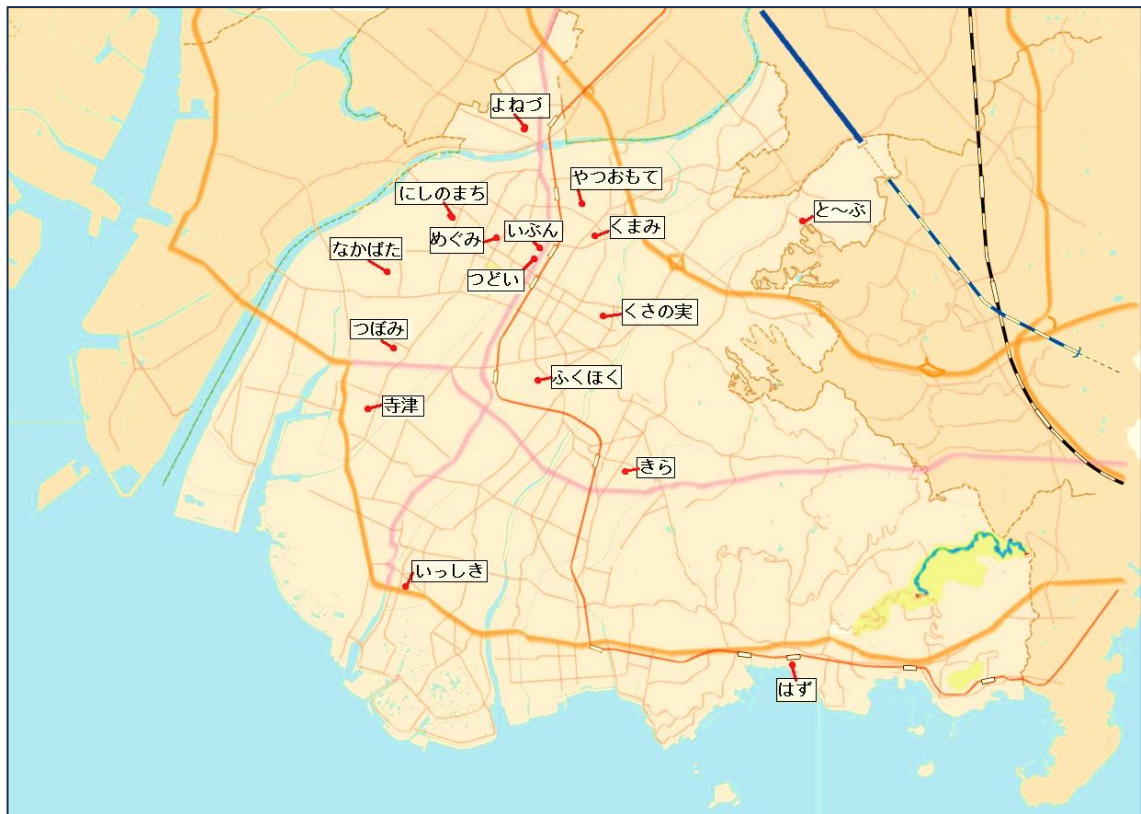 よねづ
やつおもて
にしのまち
と～ぶ
めぐみ
いぶん
くまみ
なかばた
つどい
くさの実
つぼみ
ふくほく
寺津
きら
いっしき
はず